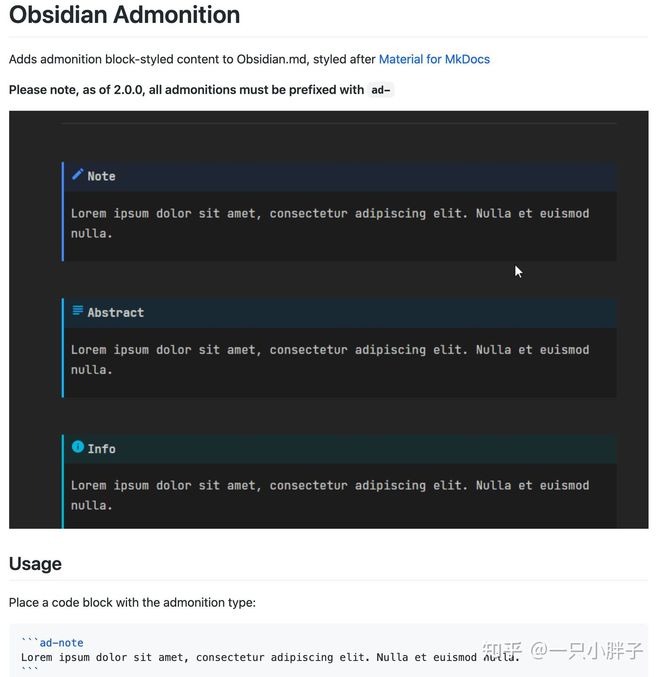 Obsidian Admonition
Adds admonition block-styled content to Obsidian.md, styled after Material for MkDocs
Please note, as of 2.0.0, all admonitions must be prefixed with ad-
Note
Lorem ipsum dolor sit amet, consectetur adipiscing elit. Nulla et euismod
nulla.
Abstract
Lorem ipsum dolor sit amet, consectetur adipiscing elit. Nulla et euismod
nulla.
Info
Lorem ipsum dolor sit amet, consectetur adipiscing elit. Nulla et euismod
nulla.
Usage
Place a code block with the admonition type:
```ad-note
Lorem ipsum dolor sit amet, consectetur adipiscing elit. Nulla et euismod nulla.
```
知乎 @一只小胖子